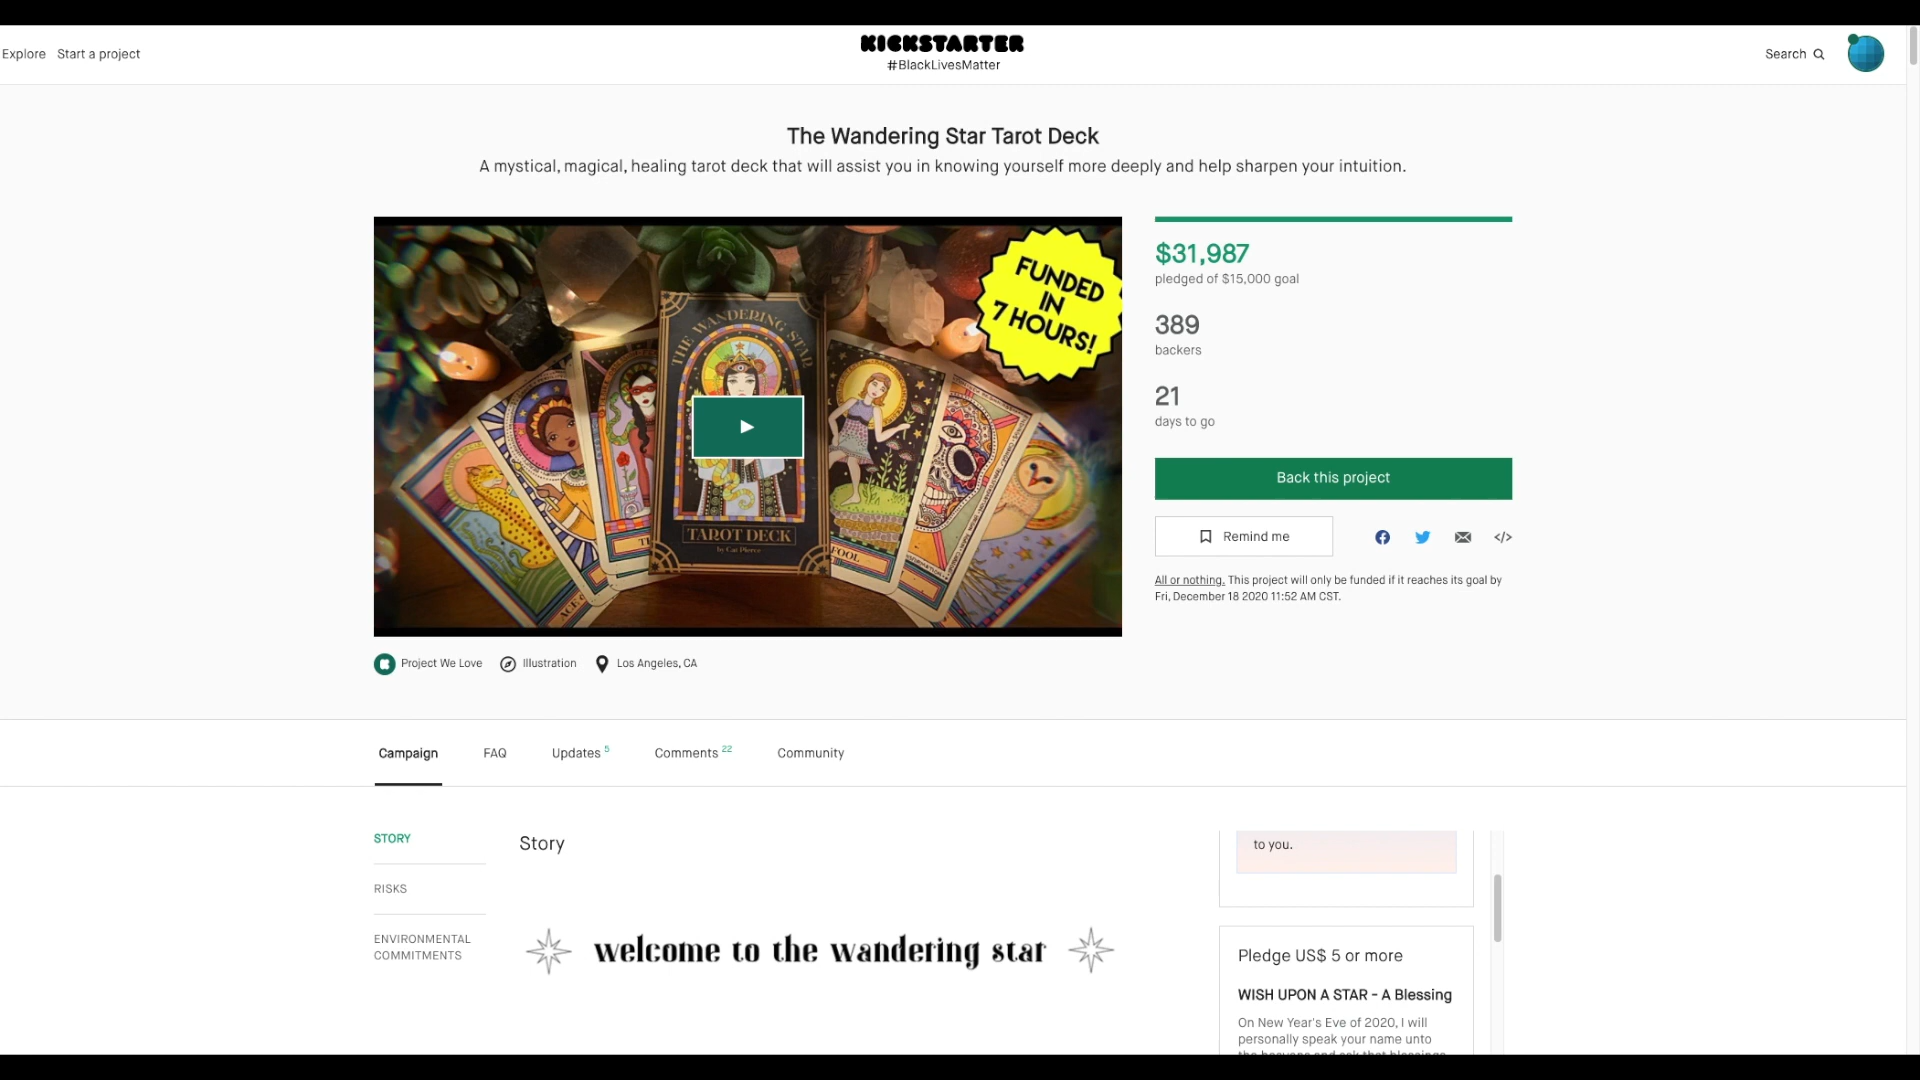 Explore Start a project
KICKSTARTER
#BlackLivesMatter
Search
The Wandering Star Tarot Deck
A mystical, magical, healing tarot deck that will assist you in knowing yourself more deeply and help sharpen your intuition.
FUNDED
IN
7 HOURS!
THE WANDERING STAR
TAROT DECK
by Cat Pierce
FOOL
$31,987
pledged of $15,000 goal
389
backers
21
days to go
Back this project
Remind me
All or nothing. This project will only be funded if it reaches its goal by
Fri, December 18 2020 11:52 AM CST.
Project We Love Illustration Los Angeles, CA
Campaign FAQ Updates 5 Comments 22 Community
STORY
RISKS
ENVIRONMENTAL
COMMITMENTS
Story
welcome to the wandering star
to you.
Pledge US$ 5 or more
WISH UPON A STAR - A Blessing
On New Year's Eve of 2020, I will
personally speak your name unto